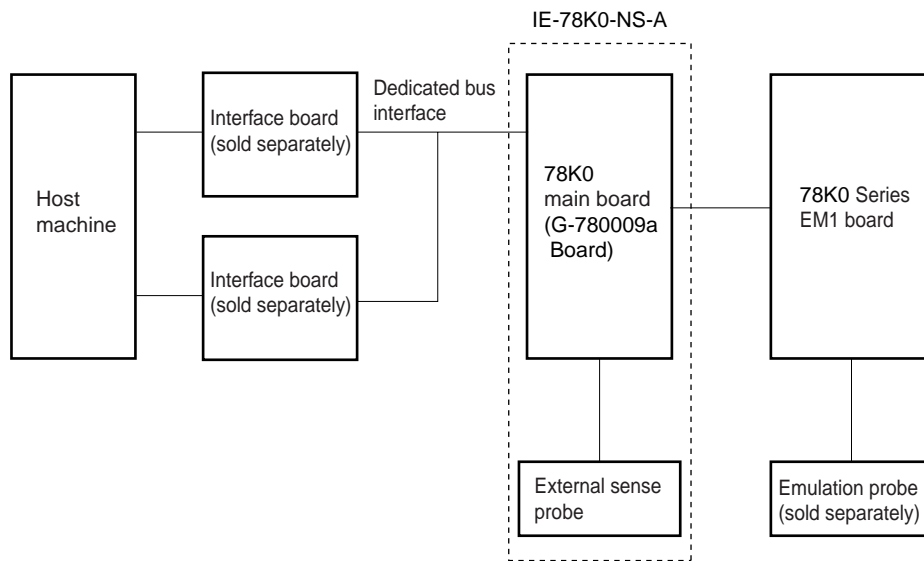 IE-78K0-NS-A
Host
machine
Interface board
(sold separately)
Dedicated bus
interface
Interface board
(sold separately)
78K0
main board
(G-780009a
Board)
78K0 Series
EM1 board
External sense
probe
Emulation probe
(sold separately)